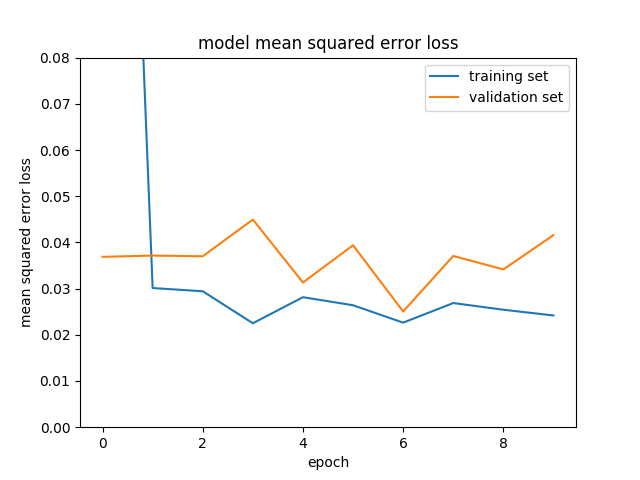 model mean squared error loss
training set
validation set
mean squared error loss
0.08
0.07
0.06
0.05
0.04
0.03
0.02
0.01
0.00
0 2 4 6 8
epoch